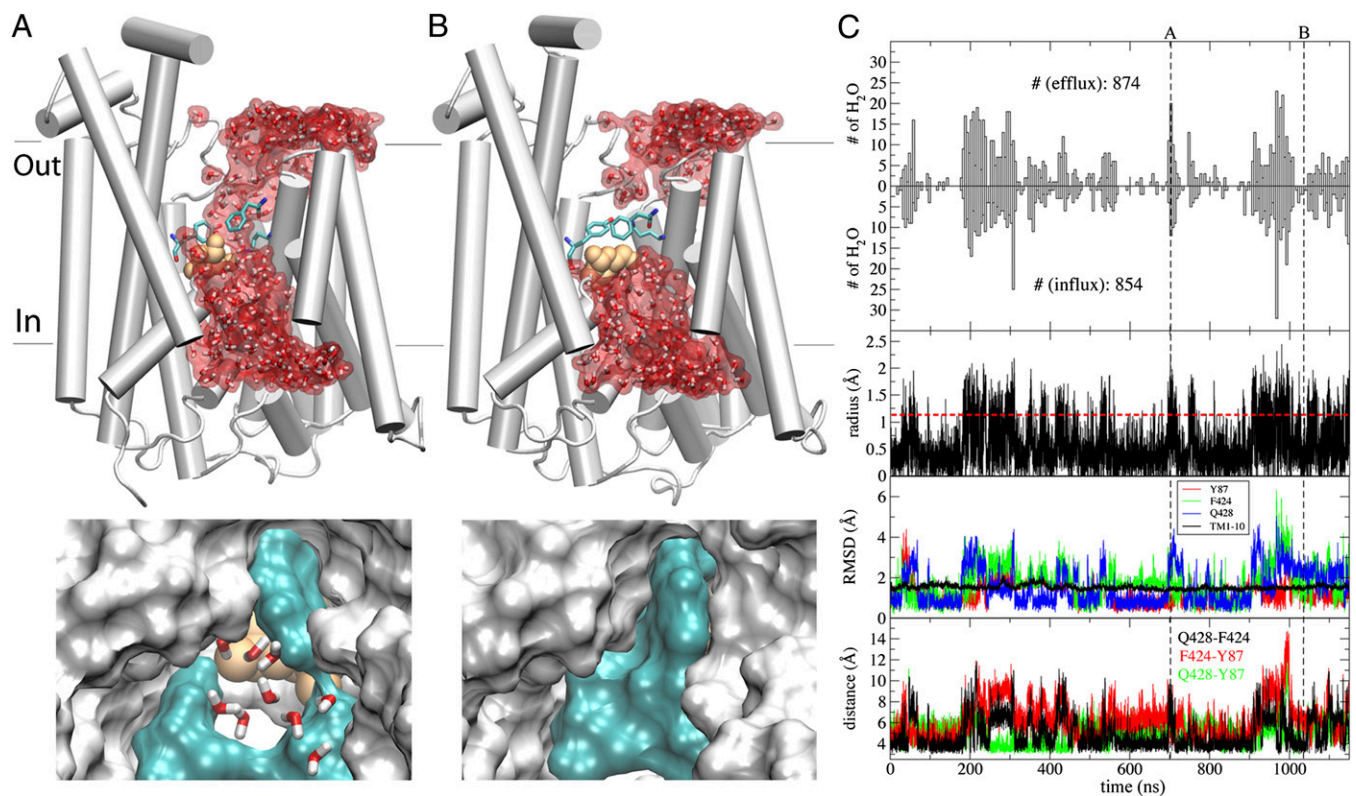 A
B
C
Out
In
A
B
# of H₂O
35
30
25
20
15
10
5
0
5
10
15
20
25
30
# of H₂O
# (efflux): 874
# (influx): 854
radius (Å)
2.5
2
1.5
1
0.5
0
RMSD (Å)
6
4
2
0
Y87
F424
Q428
TM1-10
distance (Å)
14
12
10
8
6
4
Q428-F424
F424-Y87
Q428-Y87
0
200
400
600
800
1000
time (ns)